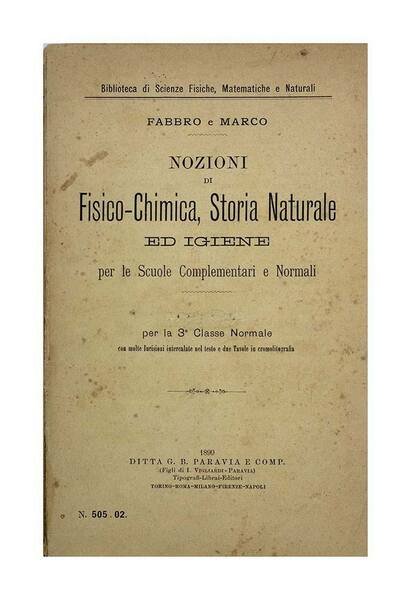 Biblioteca di Scienze Fisiche, Matematiche e Naturali
FABBRO e MARCO
NOZIONI
DI
Fisico-Chimica, Storia Naturale
ED IGIENE
per le Scuole Complementari e Normali
per la 3ª Classe Normale
con molte Incisioni intercalate nel testo e due Tavole in cromolitografia
1899
DITTA G. B. PARAVIA E COMP.
(Figli di I. VIGLIARDI-PARAVIA)
Tipografi-Librai-Editori
TORINO-ROMA-MILANO-FIRENZE-NAPOLI
N. 505.02.